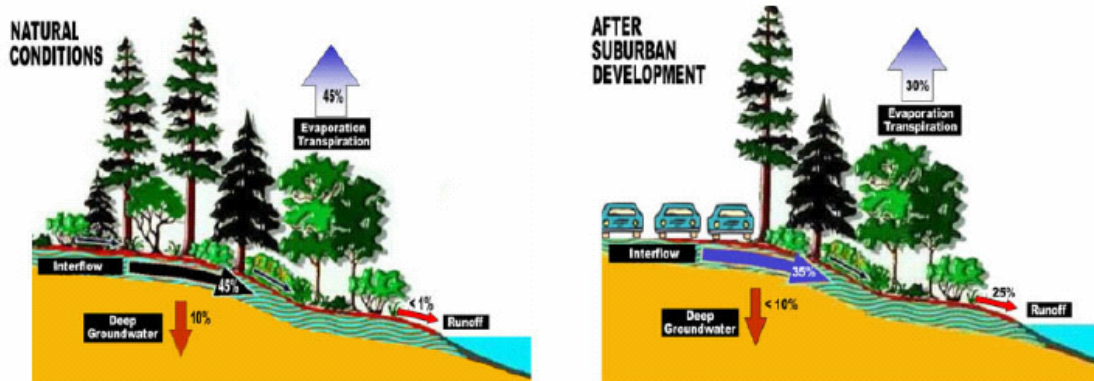 NATURAL
CONDITIONS
45%
Evaporation
Transpiration
Interflow
45%
< 1%
Runoff
10%
Deep
Groundwater
AFTER
SUBURBAN
DEVELOPMENT
30%
Evaporation
Transpiration
Interflow
35%
25%
Runoff
< 10%
Deep
Groundwater